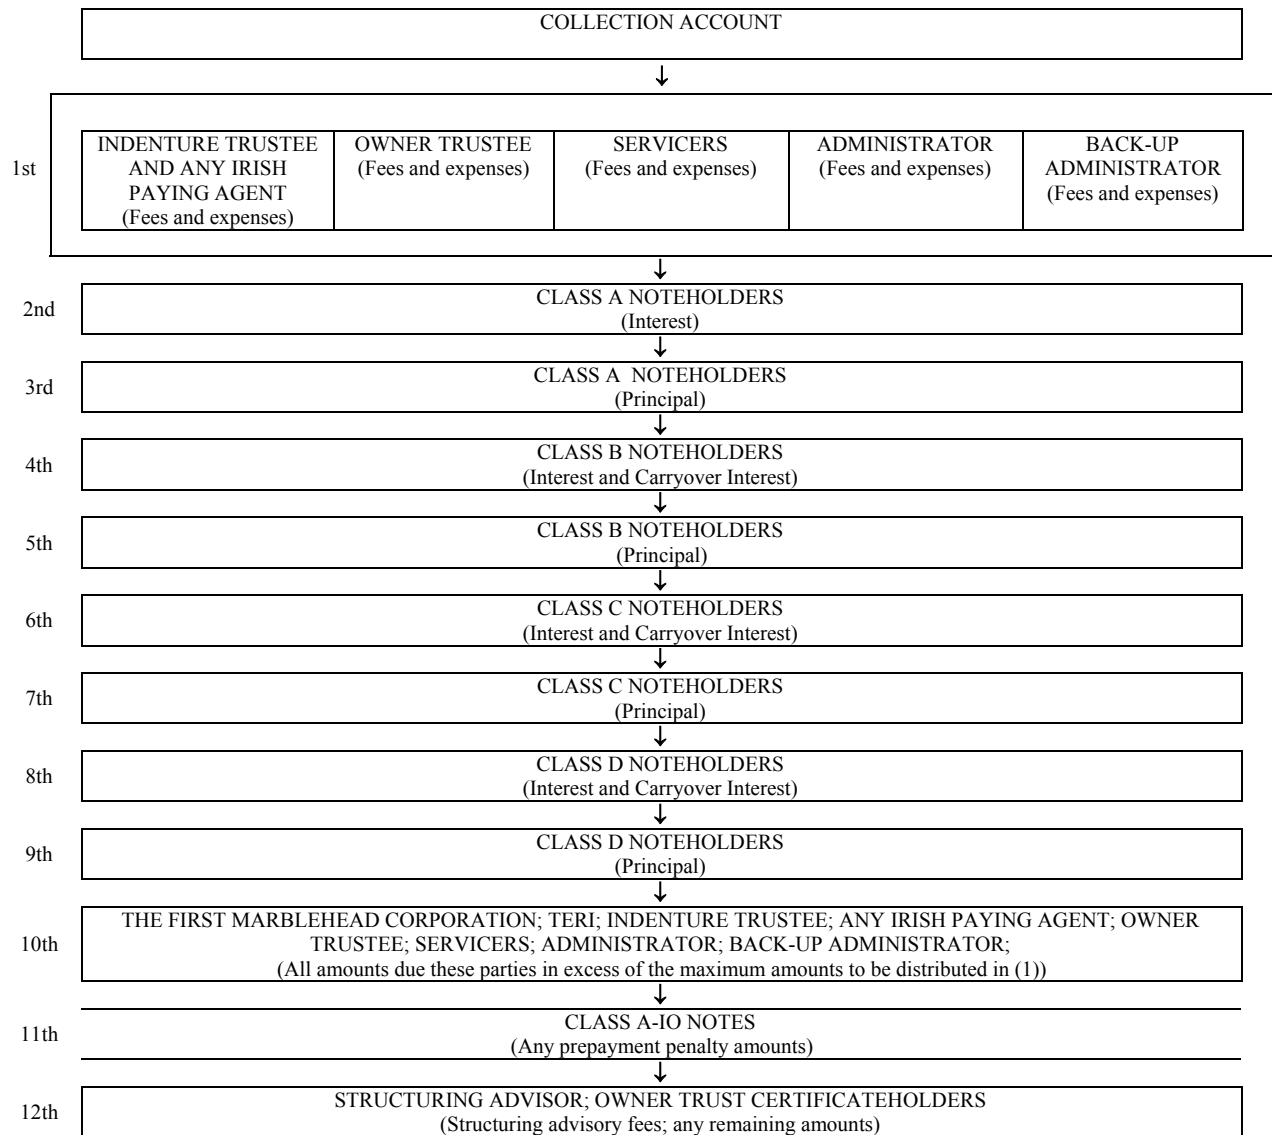 COLLECTION ACCOUNT
1st
INDENTURE TRUSTEE
AND ANY IRISH
PAYING AGENT
(Fees and expenses)
OWNER TRUSTEE
(Fees and expenses)
SERVICERS
(Fees and expenses)
ADMINISTRATOR
(Fees and expenses)
BACK-UP
ADMINISTRATOR
(Fees and expenses)
2nd
CLASS A NOTEHOLDERS
(Interest)
3rd
CLASS A NOTEHOLDERS
(Principal)
4th
CLASS B NOTEHOLDERS
(Interest and Carryover Interest)
5th
CLASS B NOTEHOLDERS
(Principal)
6th
CLASS C NOTEHOLDERS
(Interest and Carryover Interest)
7th
CLASS C NOTEHOLDERS
(Principal)
8th
CLASS D NOTEHOLDERS
(Interest and Carryover Interest)
9th
CLASS D NOTEHOLDERS
(Principal)
10th
THE FIRST MARBLEHEAD CORPORATION; TERI; INDENTURE TRUSTEE; ANY IRISH PAYING AGENT; OWNER
TRUSTEE; SERVICERS; ADMINISTRATOR; BACK-UP ADMINISTRATOR;
(All amounts due these parties in excess of the maximum amounts to be distributed in (1))
11th
CLASS A-IO NOTES
(Any prepayment penalty amounts)
12th
STRUCTURING ADVISOR; OWNER TRUST CERTIFICATEHOLDERS
(Structuring advisory fees; any remaining amounts)